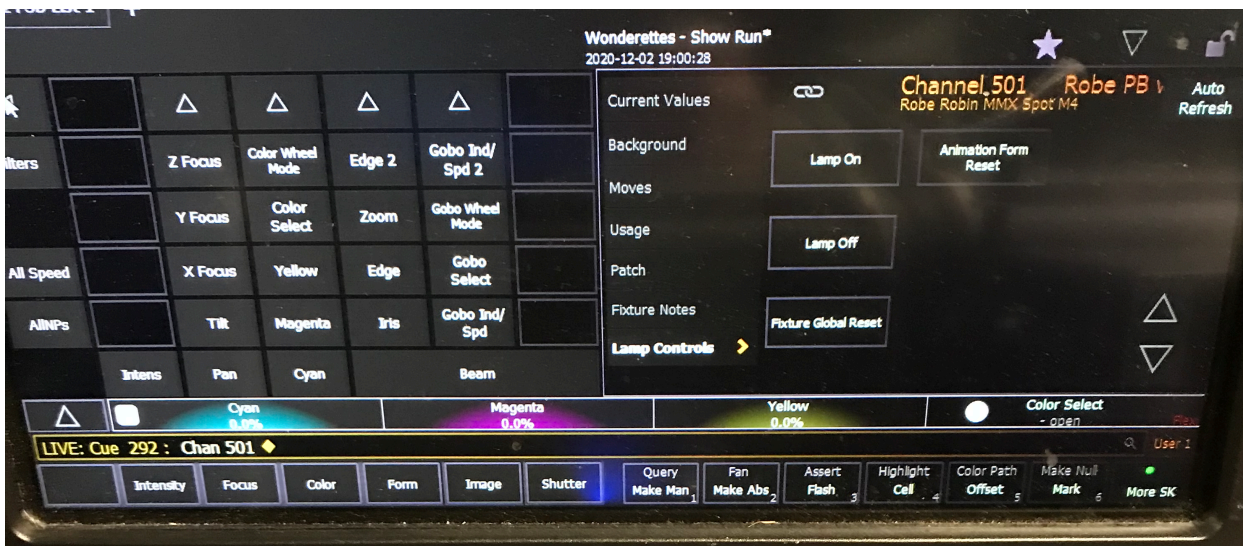 Wonderettes - Show Run*
2020-12-02 19:00:28
Channel 501 Robe PB
Robe Robin MMX Spot M4
Auto
Refresh
Current Values
Background
Moves
Usage
Patch
Fixture Notes
Lamp Controls
Lamp On
Animation Form
Reset
Lamp Off
Fixture Global Reset
Z Focus
Color Wheel
Mode
Edge 2
Gobo Ind/
Spd 2
Y Focus
Color
Select
Zoom
Gobo Wheel
Mode
All Speed
X Focus
Yellow
Edge
Gobo
Select
AllNPs
Tilt
Magenta
Iris
Gobo Ind/
Spd
Intens
Pan
Cyan
Beam
Cyan
0.0%
Magenta
0.0%
Yellow
0.0%
Color Select
- open
Flexi
LIVE: Cue 292 : Chan 501
User 1
Intensity
Focus
Color
Form
Image
Shutter
Query
Make Man 1
Fan
Make Abs 2
Assert
Flash 3
Highlight
Cell 4
Color Path
Offset 5
Make Null
Mark 6
More SK